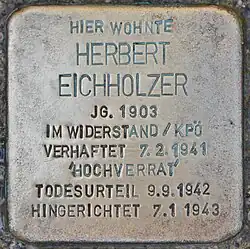 HIER WOHNTE
HERBERT
EICHHOLZER
JG. 1903
IM WIDERSTAND / KPÖ
VERHAFTET 7.2.1941
'HOCHVERRAT'
TODESURTEIL 9.9.1942
HINGERICHTET 7.1 1943